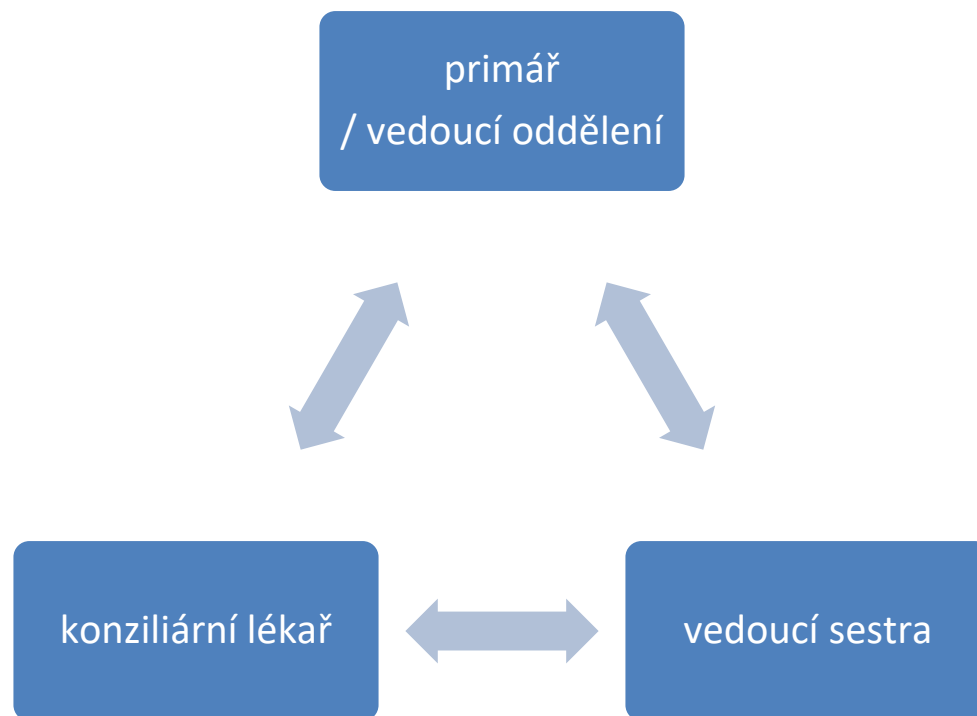 primář
/ vedoucí oddělení
konziliární lékař
vedoucí sestra